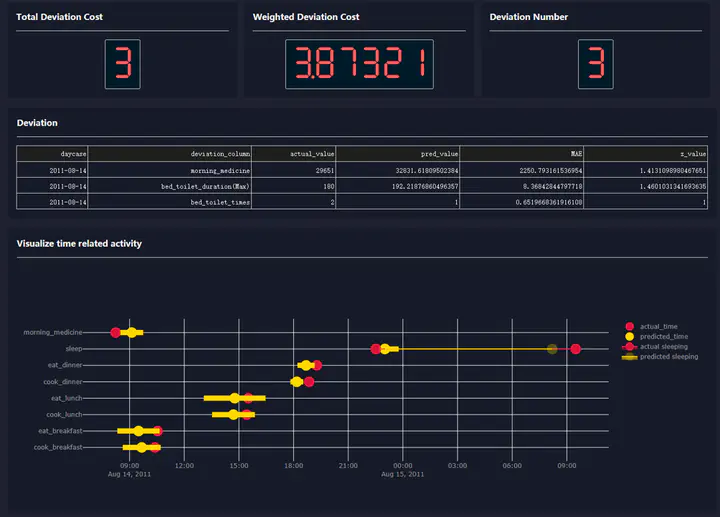 Total Deviation Cost
Weighted Deviation Cost
Deviation Number
3
3.87321
3
Deviation
daycase deviation_column actual_value pred_value MAE z_value
2011-08-14 morning_medicine 29651 32831.61809502384 2250.793161536954 1.4131098980467651
2011-08-14 bed_toilet_duration(Max) 180 192.21876860496357 8.36842844797718 1.4601031341693635
2011-08-14 bed_toilet_times 2 1 0.6519668361916108 1
Visualize time related activity
morning_medicine
sleep
eat_dinner
cook_dinner
eat_lunch
cook_lunch
eat_breakfast
cook_breakfast
actual_time
predicted_time
actual sleeping
predicted sleeping
09:00 12:00 15:00 18:00 21:00 00:00 03:00 06:00 09:00
Aug 14, 2011 Aug 15, 2011